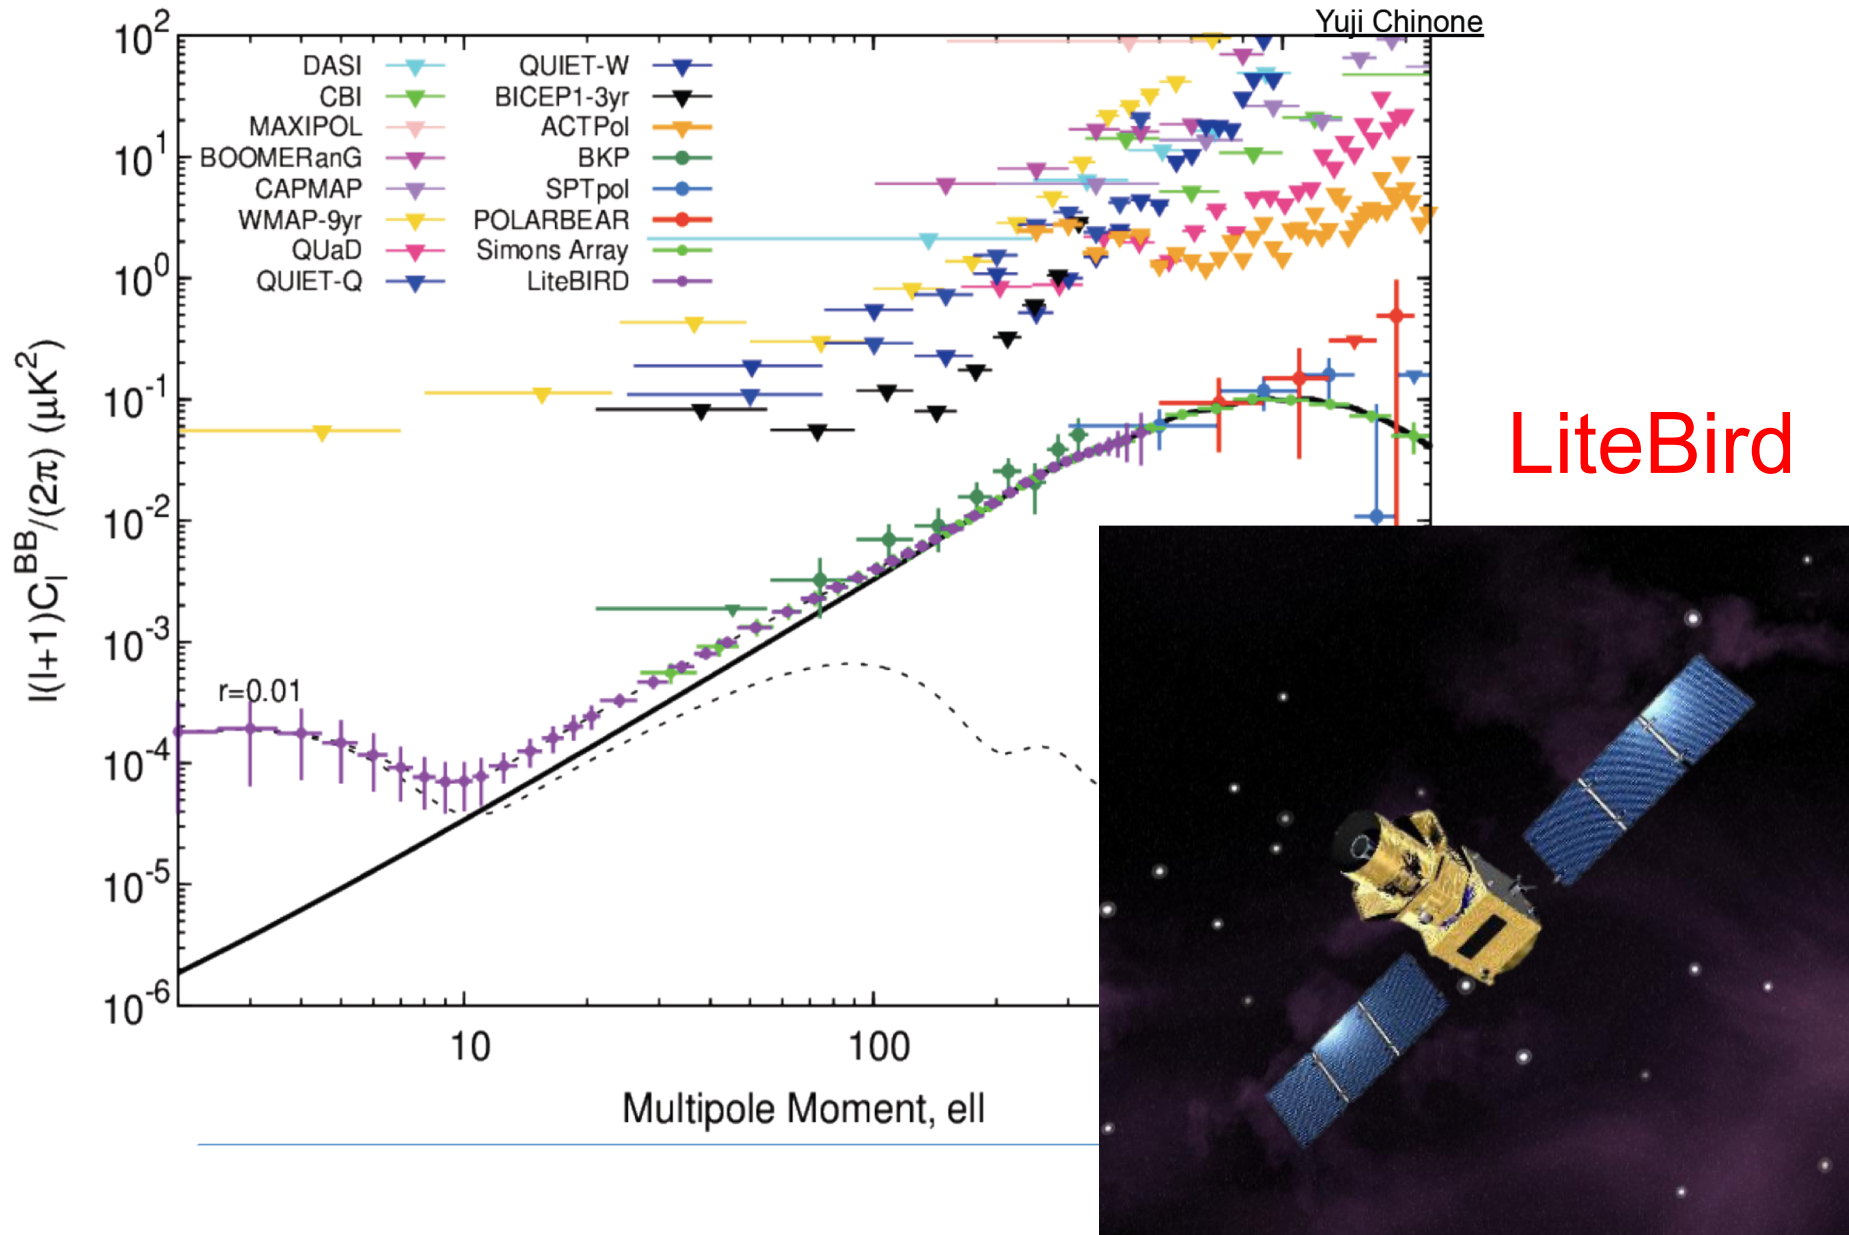 Yuji Chinone
10^2
DASI
QUIET-W
CBI
BICEP1-3yr
MAXIPOL
ACTPol
10^1
BOOMERanG
BKP
CAPMAP
SPTpol
WMAP-9yr
POLARBEAR
QUaD
Simons Array
10^0
QUIET-Q
LiteBIRD
10^-1
LiteBird
10^-2
10^-3
r=0.01
10^-4
10^-5
10^-6
l(l+1)C_l^BB/(2π) (μK^2)
10
100
Multipole Moment, ell